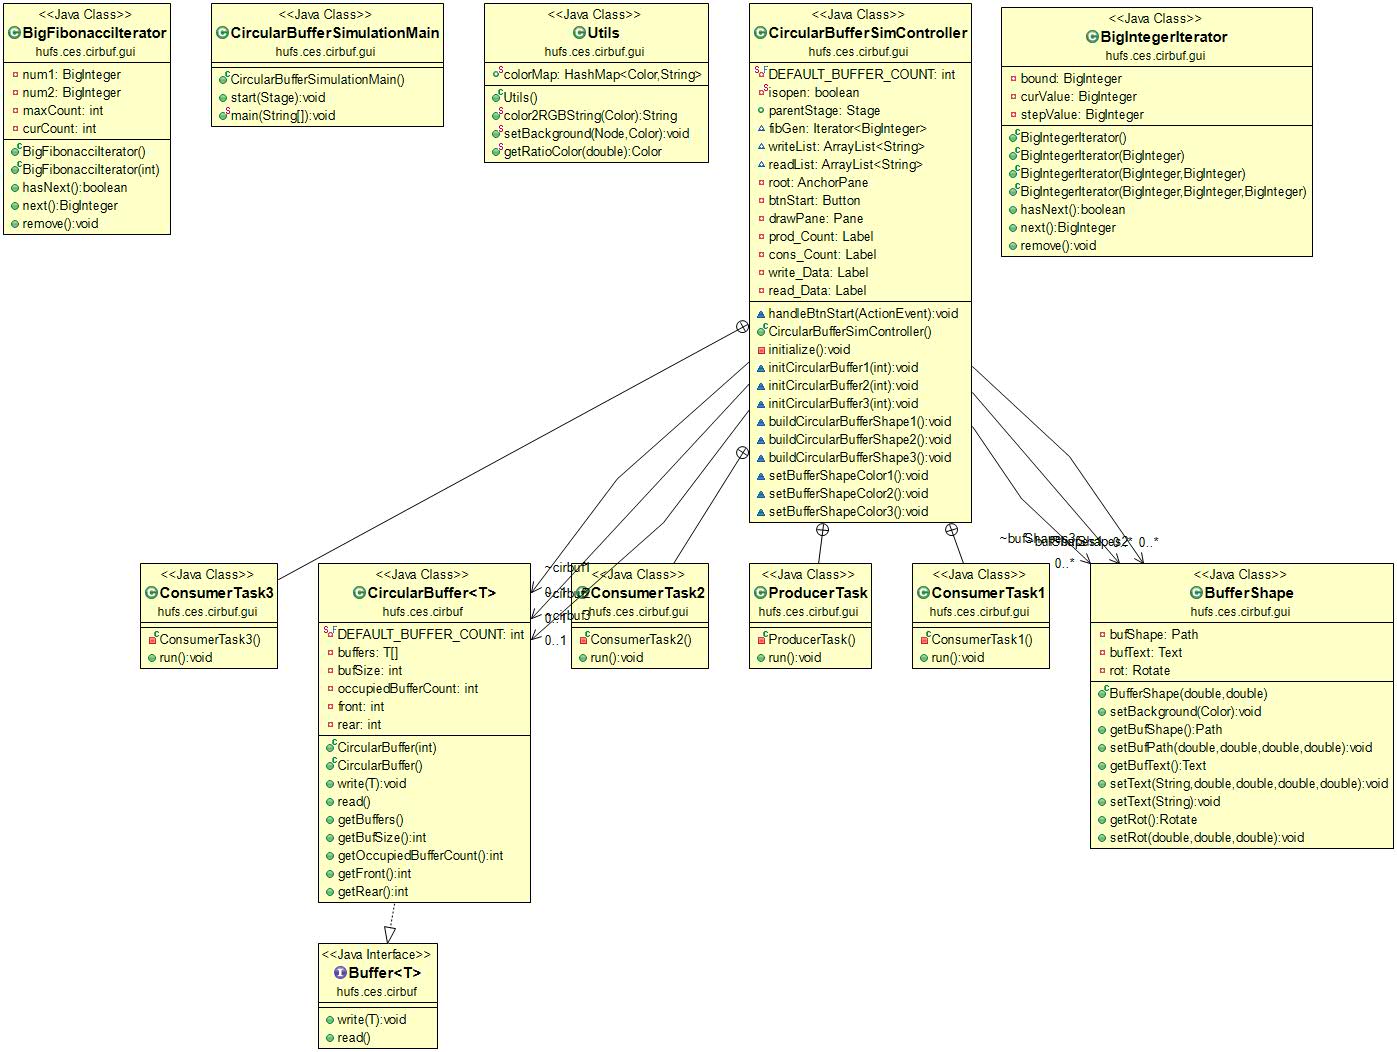 <<Java Class>>
BigFibonacciIterator
hufs.ces.cirbuf.gui
num1: BigInteger
num2: BigInteger
maxCount: int
curCount: int
BigFibonacciIterator()
BigFibonacciIterator(int)
hasNext():boolean
next():BigInteger
remove():void
<<Java Class>>
CircularBufferSimulationMain
hufs.ces.cirbuf.gui
CircularBufferSimulationMain()
start(Stage):void
main(String[]):void
<<Java Class>>
Utils
hufs.ces.cirbuf.gui
colorMap: HashMap<Color,String>
Utils()
color2RGBString(Color):String
setBackground(Node,Color):void
getRatioColor(double):Color
<<Java Class>>
CircularBufferSimController
hufs.ces.cirbuf.gui
DEFAULT_BUFFER_COUNT: int
isopen: boolean
parentStage: Stage
fibGen: Iterator<BigInteger>
writeList: ArrayList<String>
readList: ArrayList<String>
root: AnchorPane
btnStart: Button
drawPane: Pane
prod_Count: Label
cons_Count: Label
write_Data: Label
read_Data: Label
handleBtnStart(ActionEvent):void
CircularBufferSimController()
initialize():void
initCircularBuffer1(int):void
initCircularBuffer2(int):void
initCircularBuffer3(int):void
buildCircularBufferShape1():void
buildCircularBufferShape2():void
buildCircularBufferShape3():void
setBufferShapeColor1():void
setBufferShapeColor2():void
setBufferShapeColor3():void
<<Java Class>>
BigIntegerIterator
hufs.ces.cirbuf.gui
bound: BigInteger
curValue: BigInteger
stepValue: BigInteger
BigIntegerIterator()
BigIntegerIterator(BigInteger)
BigIntegerIterator(BigInteger,BigInteger)
BigIntegerIterator(BigInteger,BigInteger,BigInteger)
hasNext():boolean
next():BigInteger
remove():void
<<Java Class>>
ConsumerTask3
hufs.ces.cirbuf.gui
ConsumerTask3()
run():void
<<Java Class>>
CircularBuffer<T>
hufs.ces.cirbuf
DEFAULT_BUFFER_COUNT: int
buffers: T[]
bufSize: int
occupiedBufferCount: int
front: int
rear: int
CircularBuffer(int)
CircularBuffer()
write(T):void
read()
getBuffers()
getBufSize():int
getOccupiedBufferCount():int
getFront():int
getRear():int
~cirbuf1
0..1
<<Java Class>>
ConsumerTask2
hufs.ces.cirbuf.gui
ConsumerTask2()
run():void
<<Java Class>>
ProducerTask
hufs.ces.cirbuf.gui
ProducerTask()
run():void
<<Java Class>>
ConsumerTask1
hufs.ces.cirbuf.gui
ConsumerTask1()
run():void
0..*
0..*
<<Java Class>>
BufferShape
hufs.ces.cirbuf.gui
bufShape: Path
bufText: Text
rot: Rotate
BufferShape(double,double)
setBackground(Color):void
getBufShape():Path
setBufPath(double,double,double,double):void
getBufText():Text
setText(String,double,double,double,double):void
setText(String):void
getRot():Rotate
setRot(double,double,double):void
<<Java Interface>>
Buffer<T>
hufs.ces.cirbuf
write(T):void
read()